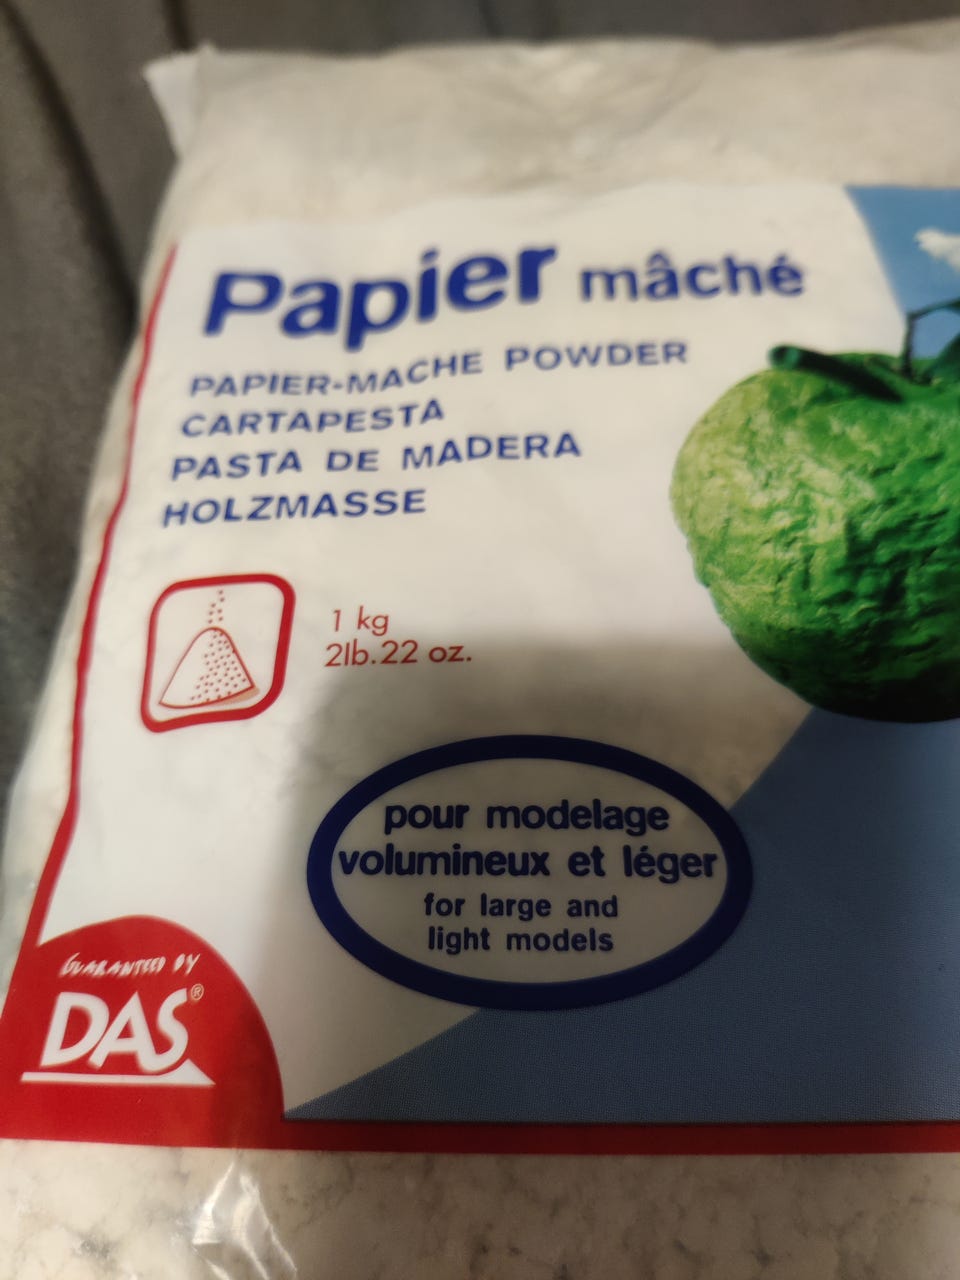 Papier mâché
PAPIER-MACHE POWDER
CARTAPESTA
PASTA DE MADERA
HOLZMASSE
1 kg
2lb.22 oz.
pour modelage
volumineux et léger
for large and
light models
GUARANTEED BY
DAS®